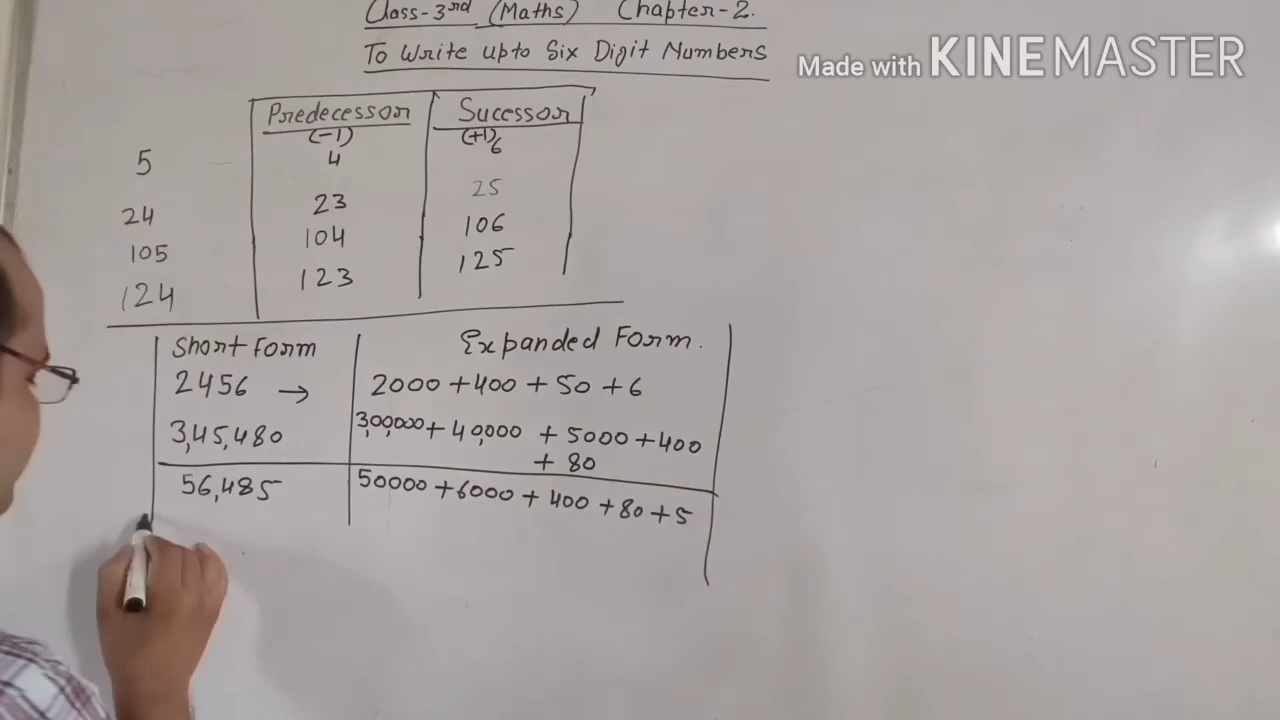 Class-3rd (Maths) Chapter-2.
To Write upto Six Digit Numbers
Made with KINEMASTER
Predecessor Sucessor
(-1) (+1)
5 4 6
24 23 25
105 104 106
124 123 125
Short Form Expanded Form.
2456 → 2000 + 400 + 50 + 6
3,45,480 3,00,000 + 40,000 + 5000 + 400
+ 80
56,485 50000 + 6000 + 400 + 80 + 5